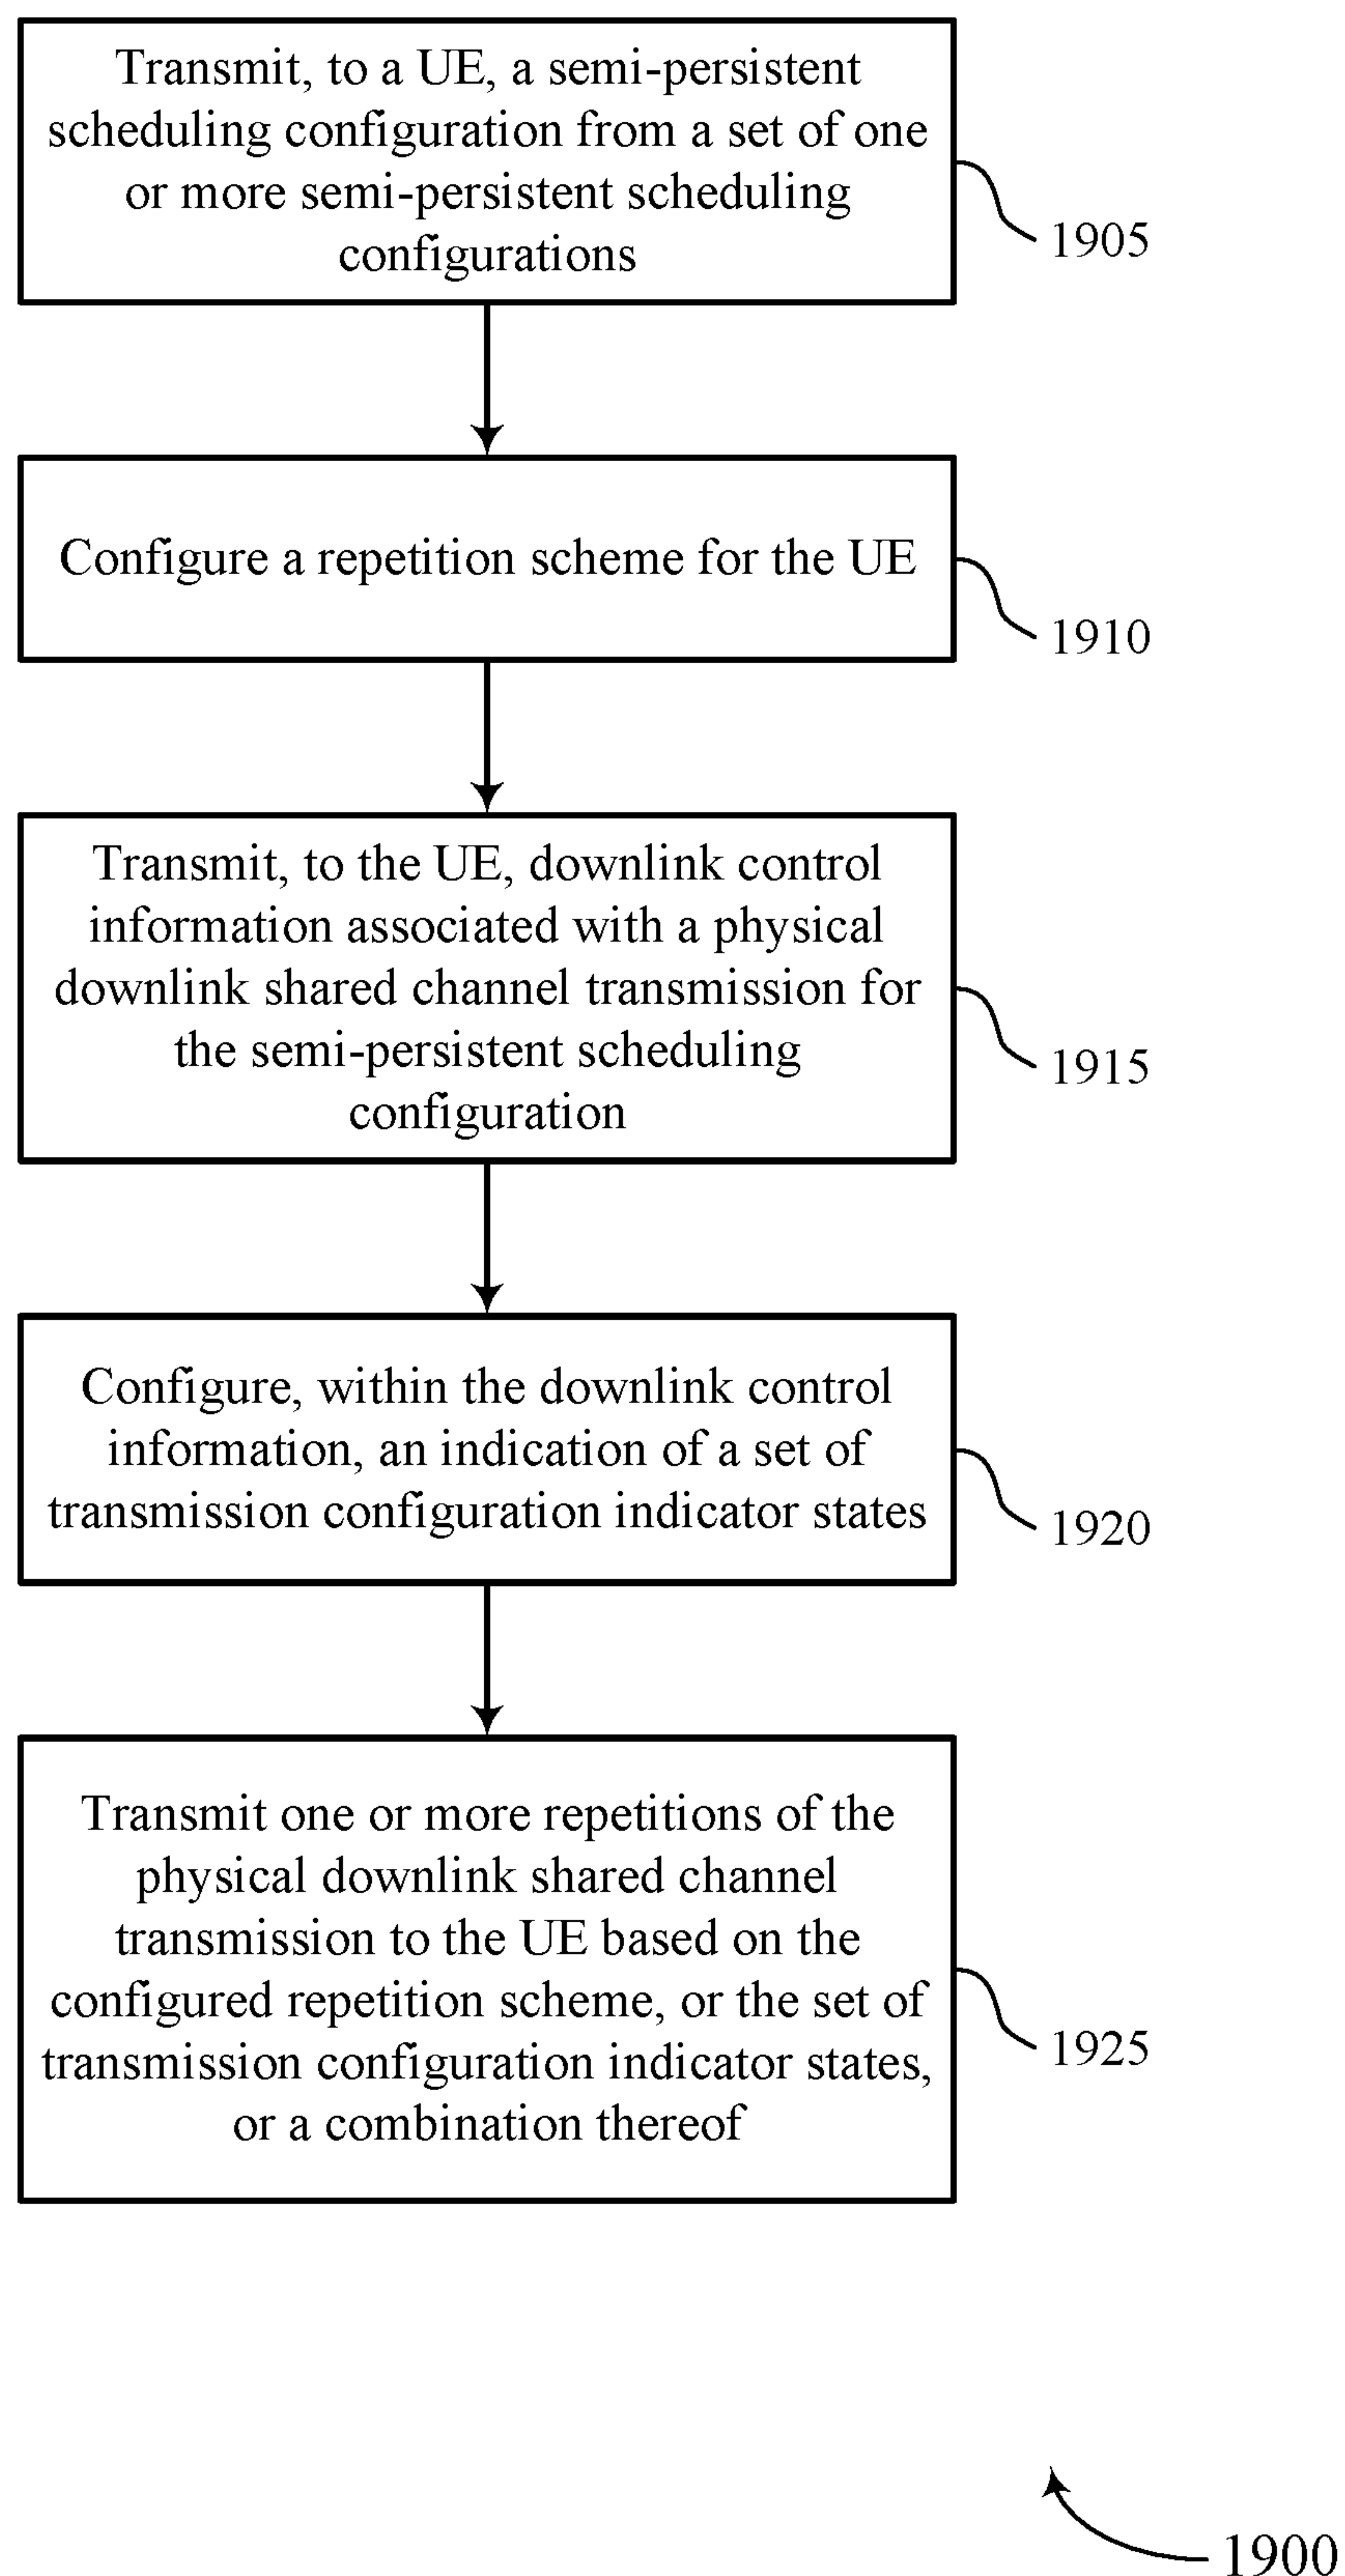 Transmit, to a UE, a semi-persistent
scheduling configuration from a set of one
or more semi-persistent scheduling
configurations
1905
Configure a repetition scheme for the UE
1910
Transmit, to the UE, downlink control
information associated with a physical
downlink shared channel transmission for
the semi-persistent scheduling
configuration
1915
Configure, within the downlink control
information, an indication of a set of
transmission configuration indicator states
1920
Transmit one or more repetitions of the
physical downlink shared channel
transmission to the UE based on the
configured repetition scheme, or the set of
transmission configuration indicator states,
or a combination thereof
1925
1900